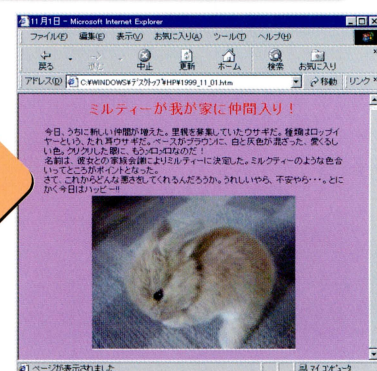 11月1日 - Microsoft Internet Explorer
ファイル(F) 編集(E) 表示(V) お気に入り(A) ツール(T) ヘルプ(H)
戻る 進む 中止 更新 ホーム 検索 お気に入り
アドレス(D) C:¥WINDOWS¥デスクトップ¥HP¥1999_11_01.htm 移動 リンク
ミルティーが我が家に仲間入り!
今日、うちに新しい仲間が増えた。里親を募集していたウサギだ。種類はロップイ
ヤーという、たれ耳ウサギだ。ベースがブラウンに、白と灰色が混ざった、愛くるし
い色。クリクリした眼に、もうメロメロなのだ!
名前は、彼女との家族会議によりミルティーに決定した。ミルクティーのような色合
いってところがポイントとなった。
さて、これからどんな悪さをしてくれるんだろうか。うれしいやら、不安やら・・・。とに
かく今日はハッピー!!
ページが表示されました マイ コンピュータ